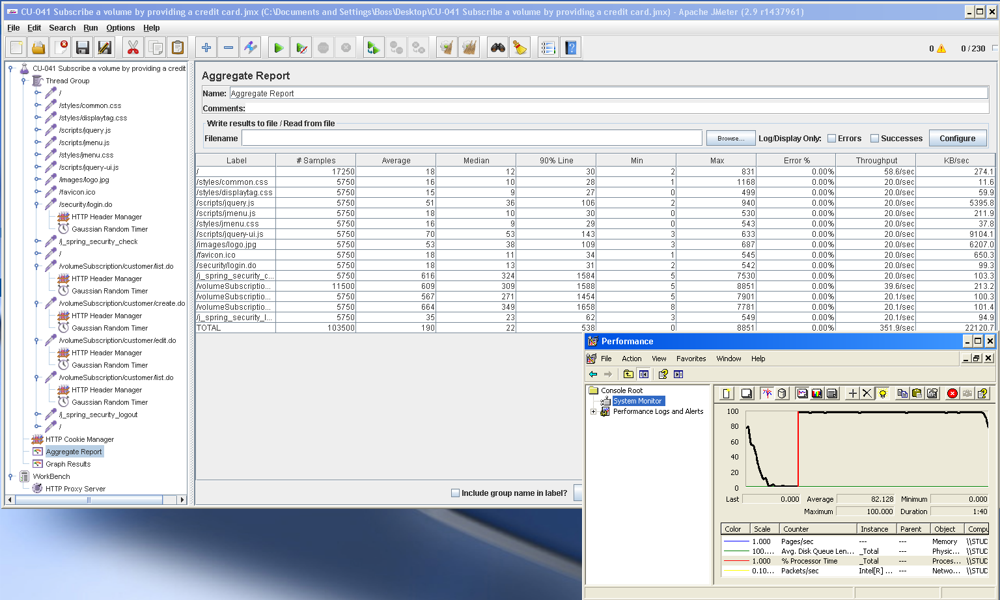 CU-041 Subscribe a volume by providing a credit card.jmx (C:\Documents and Settings\Boss\Desktop\CU-041 Subscribe a volume by providing a credit card.jmx) - Apache JMeter (2.9 r1437961)
File Edit Search Run Options Help
0 0 / 230
CU-041 Subscribe a volume by providing a credit
Thread Group
/
/styles/common.css
/styles/displaytag.css
/scripts/jquery.js
/scripts/jmenu.js
/styles/jmenu.css
/scripts/jquery-ui.js
/images/logo.jpg
/favicon.ico
/security/login.do
HTTP Header Manager
Gaussian Random Timer
/j_spring_security_check
/
/volumeSubscription/customer/list.do
HTTP Header Manager
Gaussian Random Timer
/volumeSubscription/customer/create.do
HTTP Header Manager
Gaussian Random Timer
/volumeSubscription/customer/edit.do
HTTP Header Manager
Gaussian Random Timer
/volumeSubscription/customer/list.do
HTTP Header Manager
Gaussian Random Timer
/j_spring_security_logout
/
HTTP Cookie Manager
Aggregate Report
Graph Results
WorkBench
HTTP Proxy Server
Aggregate Report
Name: Aggregate Report
Comments:
Write results to file / Read from file
Filename Browse... Log/Display Only: Errors Successes Configure
Label # Samples Average Median 90% Line Min Max Error % Throughput KB/sec
/ 17250 18 12 30 2 831 0.00% 58.6/sec 274.1
/styles/common.css 5750 16 10 28 1 1168 0.00% 20.0/sec 11.6
/styles/displaytag.css 5750 15 9 27 0 499 0.00% 20.0/sec 59.9
/scripts/jquery.js 5750 51 36 106 2 940 0.00% 20.0/sec 5395.8
/scripts/jmenu.js 5750 18 10 30 0 530 0.00% 20.0/sec 211.9
/styles/jmenu.css 5750 16 9 29 0 543 0.00% 20.0/sec 37.8
/scripts/jquery-ui.js 5750 70 53 143 3 633 0.00% 20.0/sec 9104.1
/images/logo.jpg 5750 53 38 109 3 687 0.00% 20.0/sec 6207.0
/favicon.ico 5750 18 11 34 1 545 0.00% 20.0/sec 650.3
/security/login.do 5750 18 13 31 2 542 0.00% 20.0/sec 99.3
/j_spring_security_c... 5750 616 324 1584 5 7530 0.00% 20.0/sec 103.3
/volumeSubscriptio... 11500 609 309 1588 5 8851 0.00% 39.6/sec 213.2
/volumeSubscriptio... 5750 567 271 1454 5 7901 0.00% 20.1/sec 100.3
/volumeSubscriptio... 5750 664 349 1658 8 7781 0.00% 20.1/sec 101.4
/j_spring_security_l... 5750 35 23 62 3 549 0.00% 20.1/sec 94.9
TOTAL 103500 190 22 538 0 8851 0.00% 351.9/sec 22120.7
Include group name in label?
Performance
File Action View Favorites Window Help
Console Root
System Monitor
Performance Logs and Alerts
100
80
60
40
20
0
Last 0.000 Average 82.128 Minimum 0.000
Maximum 100.000 Duration 1:40
Color Scale Counter Instance Parent Object Compu
1.000 Pages/sec --- --- Memory \\STUD
100.... Avg. Disk Queue Len... _Total --- Physic... \\STUD
1.000 % Processor Time _Total --- Proces... \\STUD
0.10... Packets/sec Intel[R] ... --- Netwo... \\STUD